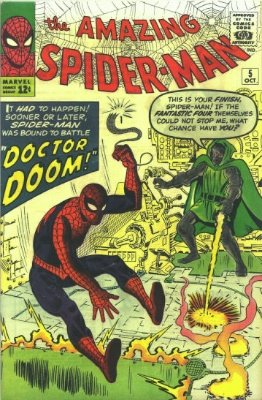 the AMAZING
SPIDER-MAN
APPROVED
BY THE
COMICS
CODE
AUTHORITY
MARVEL
COMICS GROUP
12¢
5
OCT.
IT HAD TO HAPPEN!
SOONER OR LATER,
SPIDER-MAN
WAS BOUND TO BATTLE
"DOCTOR
DOOM!"
THIS IS YOUR FINISH,
SPIDER-MAN! IF THE
FANTASTIC FOUR THEMSELVES
COULD NOT STOP ME, WHAT
CHANCE HAVE YOU?